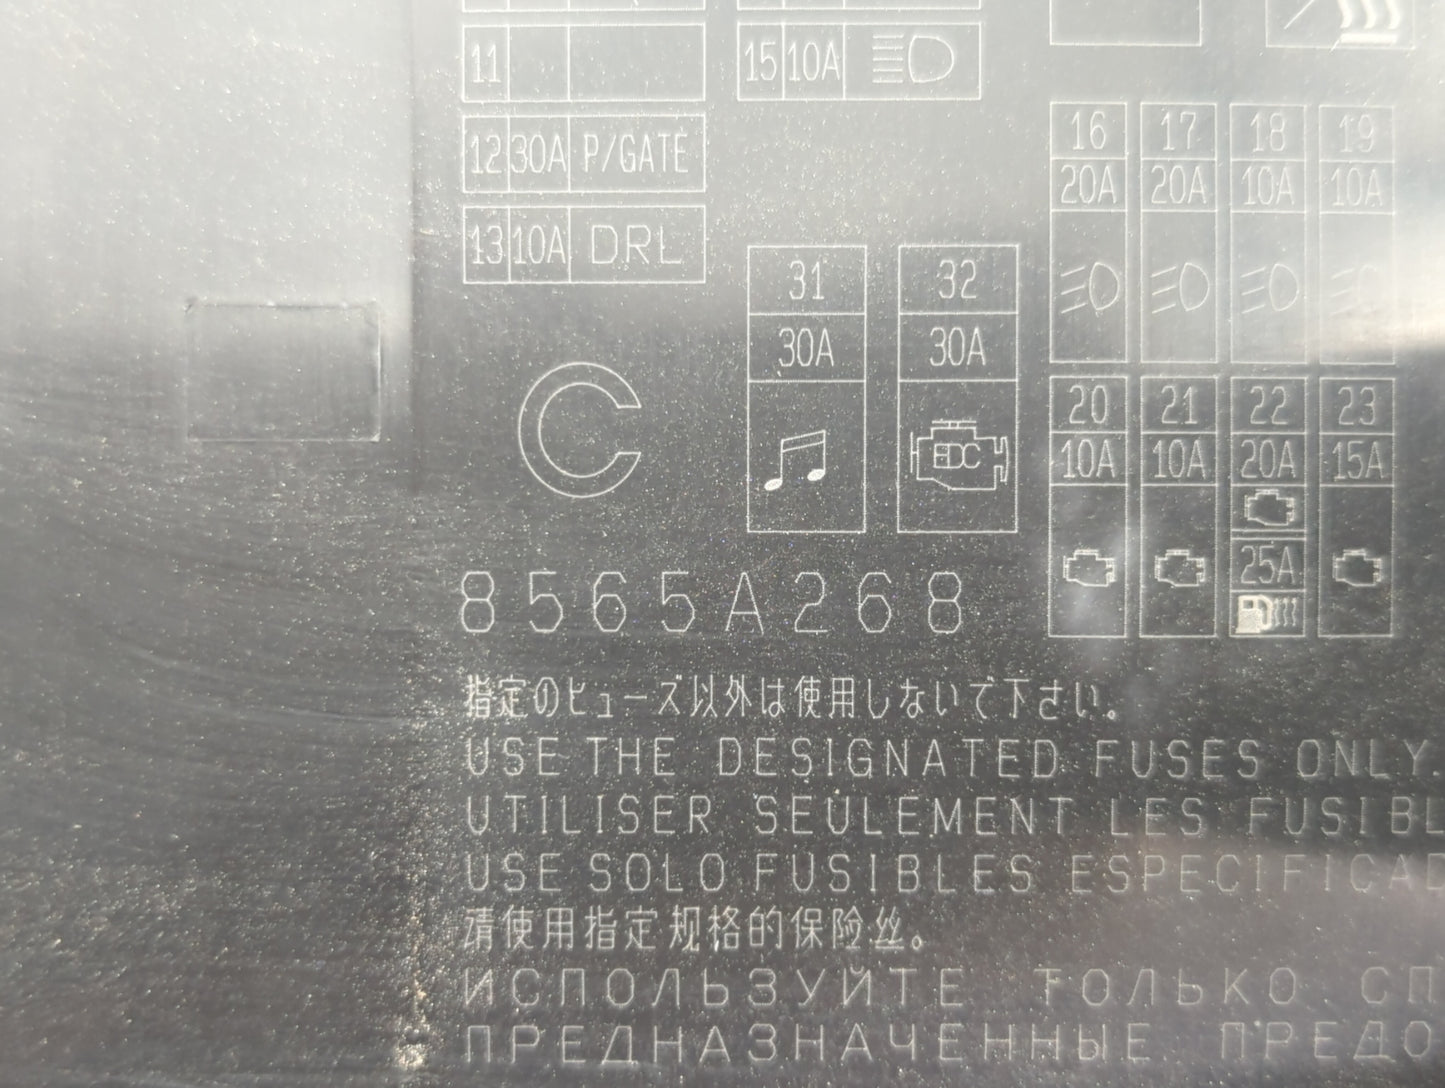 11
15 10A
12 30A P/GATE
13 10A DRL
16 17 18 19
20A 20A 10A 10A
31 32
30A 30A
EDC
20 21 22 23
10A 10A 20A 15A
25A
C
8565A268
指定のヒューズ以外は使用しないで下さい。
USE THE DESIGNATED FUSES ONLY.
UTILISER SEULEMENT LES FUSIBL
USE SOLO FUSIBLES ESPECIFICAD
请使用指定规格的保险丝。
ИСПОЛЬЗУЙТЕ ТОЛЬКО СП
ПРЕДНАЗНАЧЕННЫЕ ПРЕДО